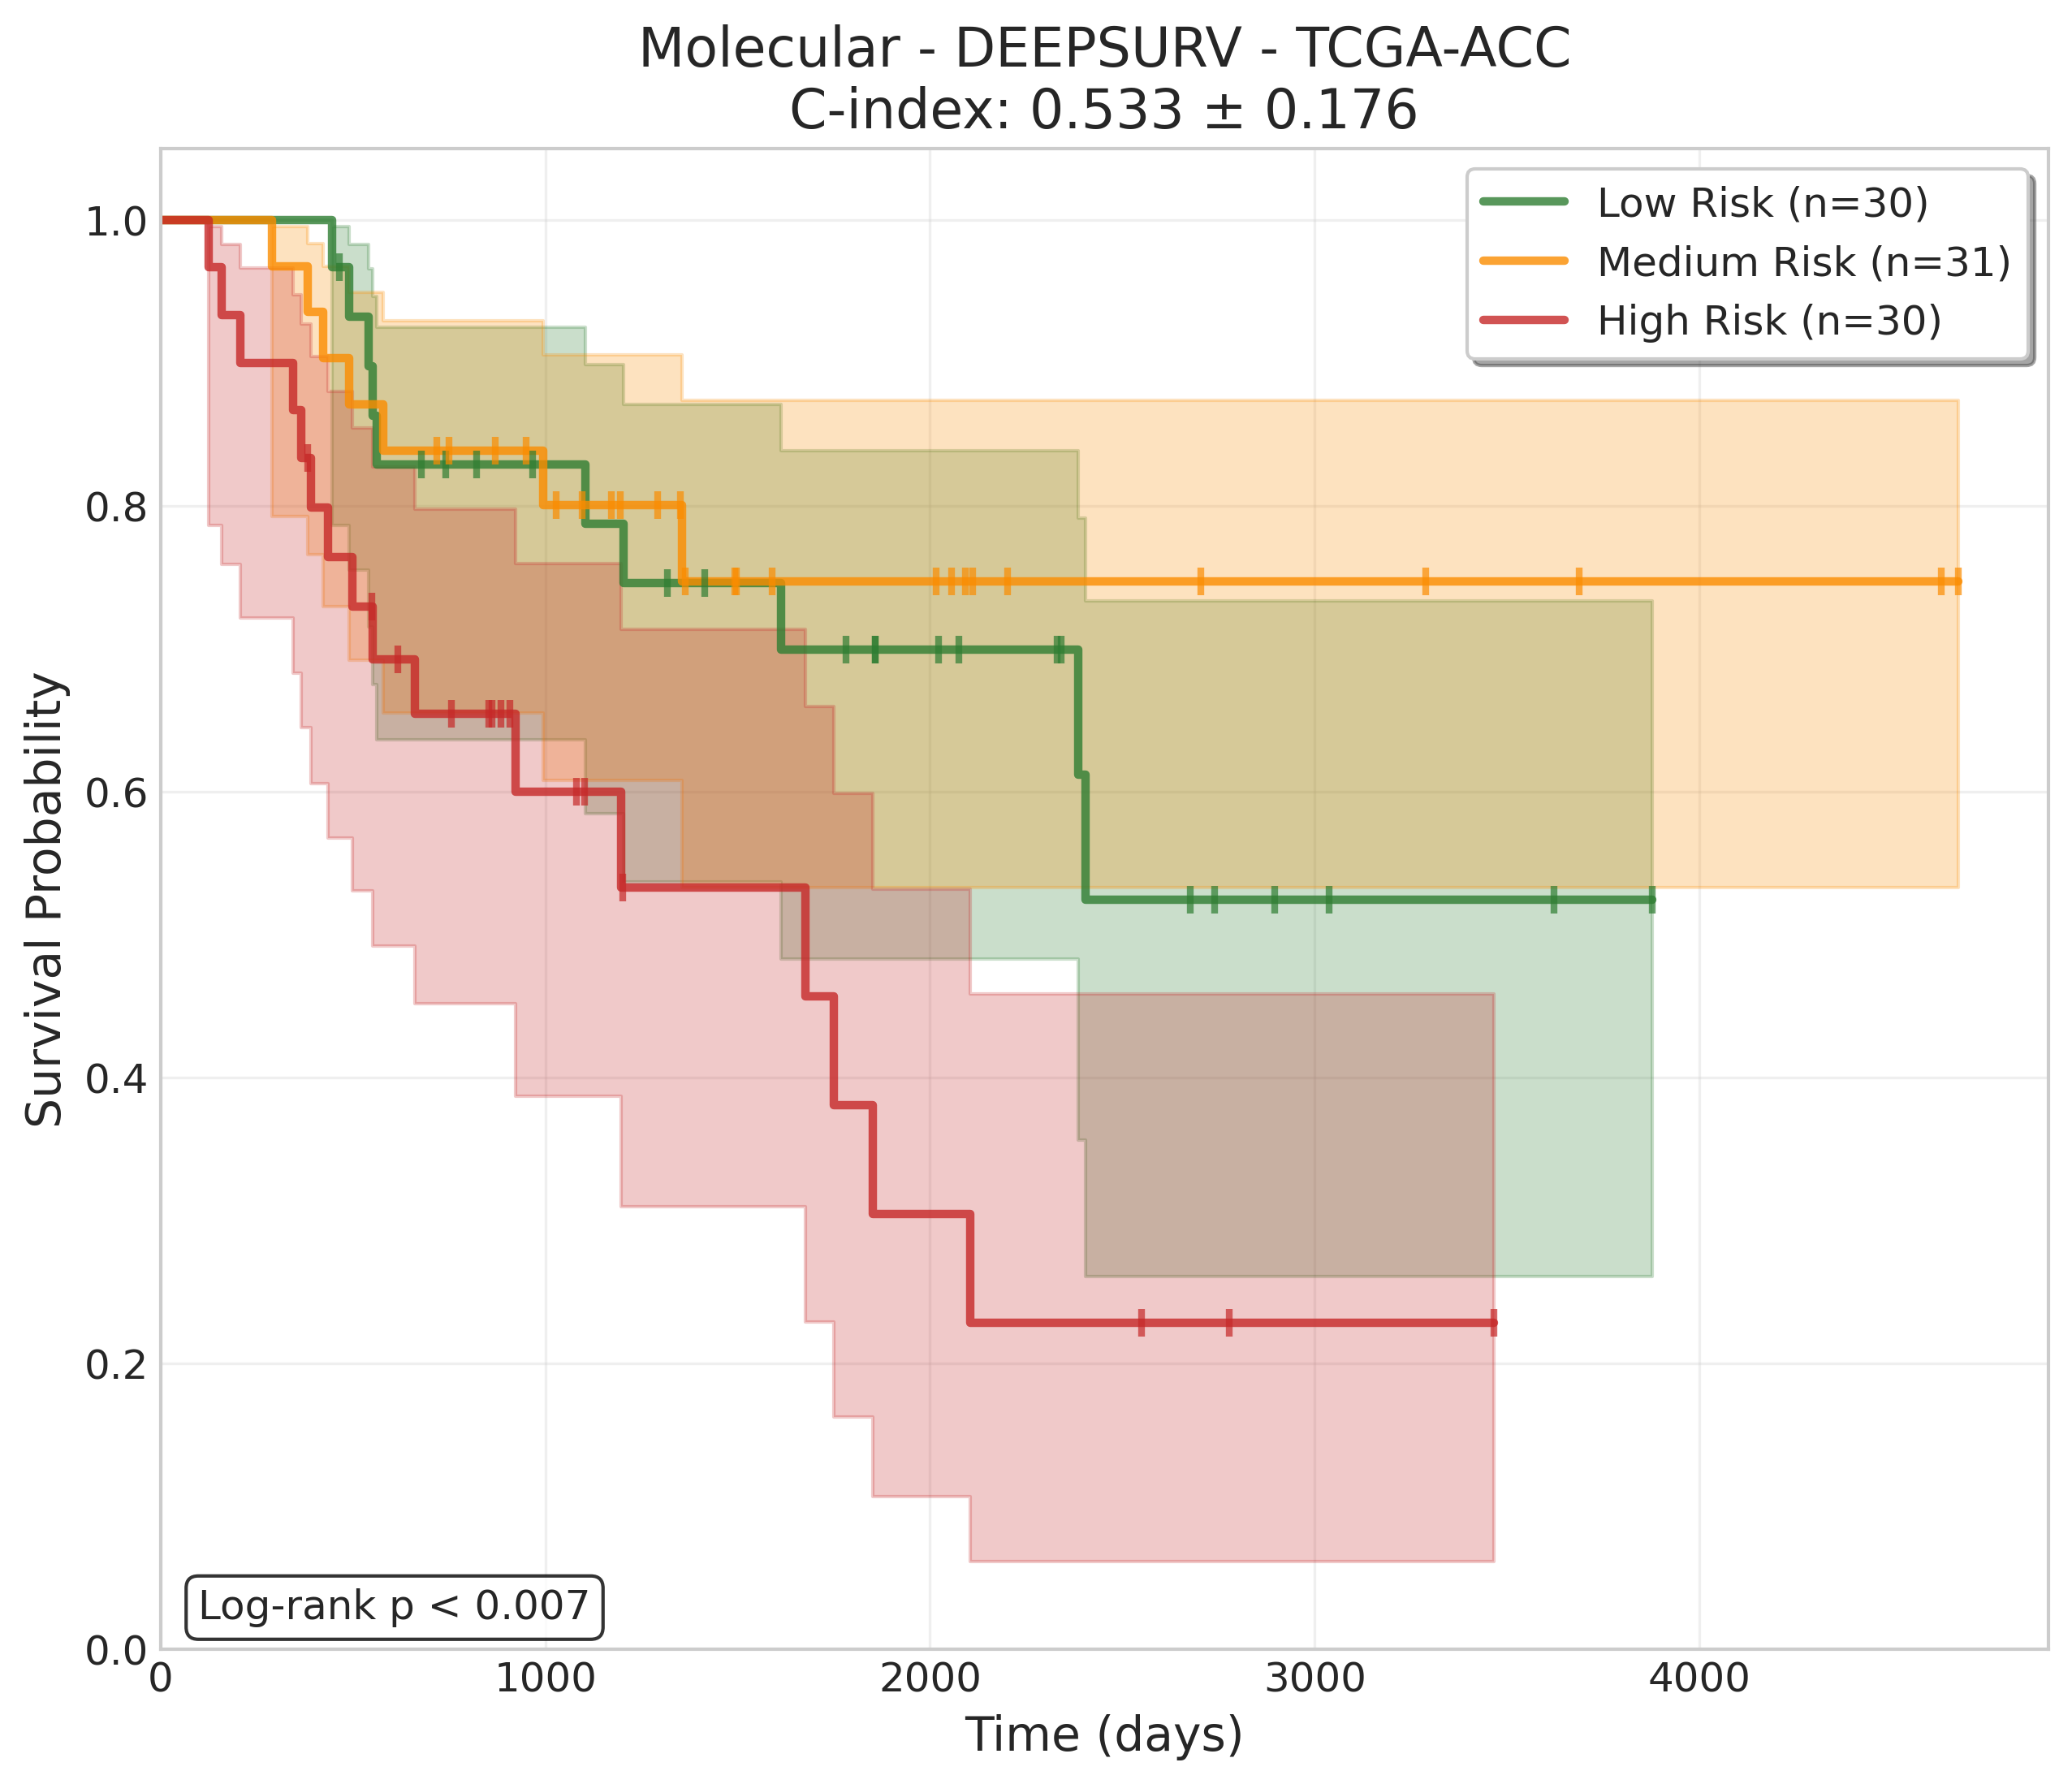 Molecular - DEEPSURV - TCGA-ACC
C-index: 0.533 ± 0.176
Low Risk (n=30)
Medium Risk (n=31)
High Risk (n=30)
Survival Probability
1.0
0.8
0.6
0.4
0.2
0.0
Log-rank p < 0.007
0 1000 2000 3000 4000
Time (days)